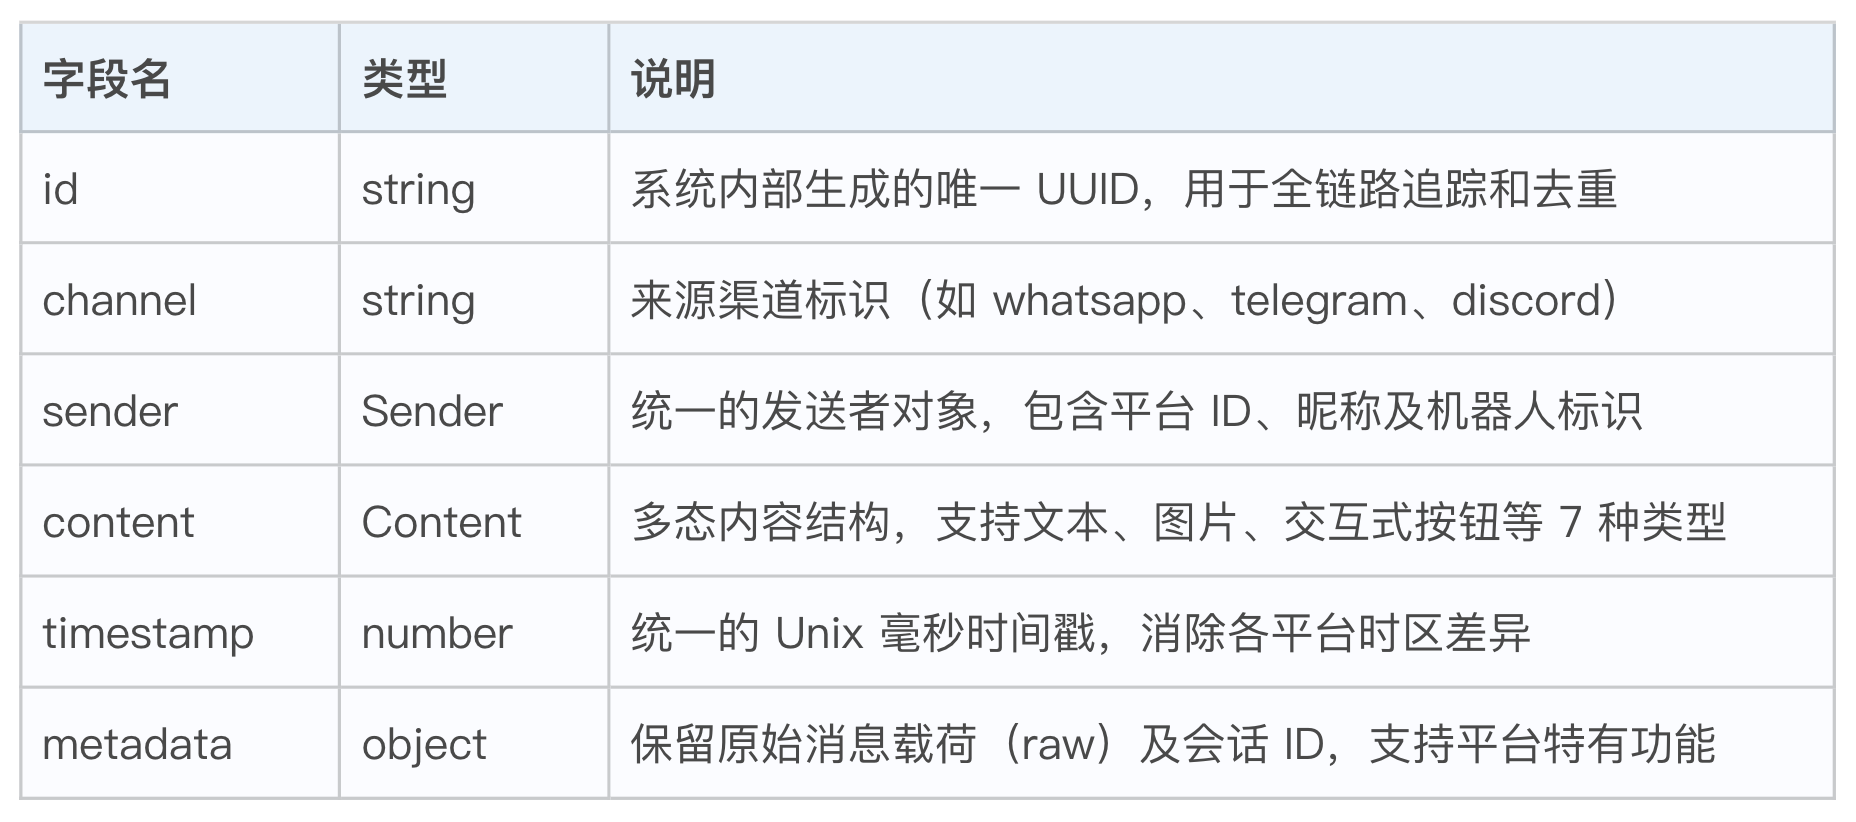 字段名 类型 说明
id string 系统内部生成的唯一 UUID，用于全链路追踪和去重
channel string 来源渠道标识（如 whatsapp、telegram、discord）
sender Sender 统一的发送者对象，包含平台 ID、昵称及机器人标识
content Content 多态内容结构，支持文本、图片、交互式按钮等 7 种类型
timestamp number 统一的 Unix 毫秒时间戳，消除各平台时区差异
metadata object 保留原始消息载荷（raw）及会话 ID，支持平台特有功能